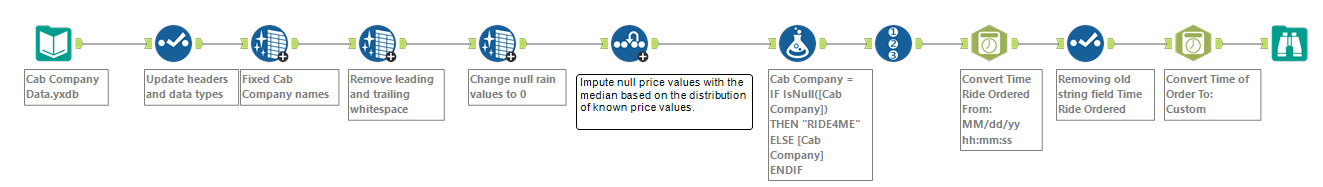 Cab Company
Data.yxdb
Update headers
and data types
Fixed Cab
Company names
Remove leading
and trailing
whitespace
Change null rain
values to 0
Impute null price values with the
median based on the distribution
of known price values.
Cab Company =
IF IsNull([Cab
Company])
THEN "RIDE4ME"
ELSE [Cab
Company]
ENDIF
1
2
3
Convert Time
Ride Ordered
From:
MM/dd/yy
hh:mm:ss
Removing old
string field Time
Ride Ordered
Convert Time of
Order To:
Custom